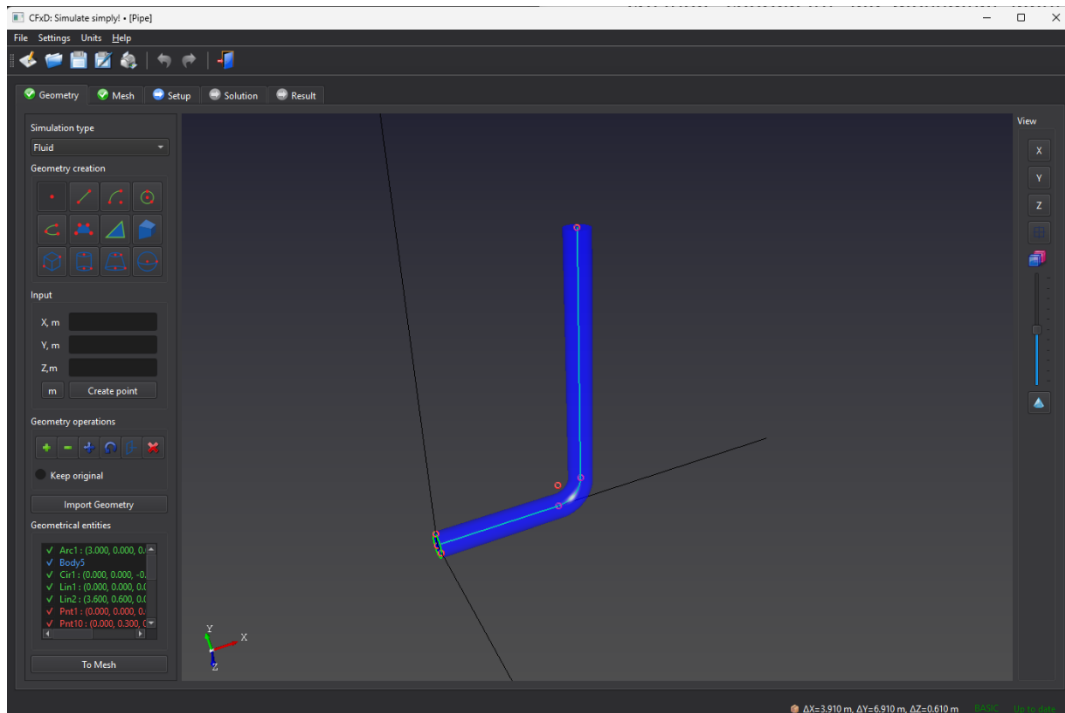 CFxD: Simulate simply! • [Pipe]
File Settings Units Help
Geometry Mesh Setup Solution Result
Simulation type
Fluid
Geometry creation
Input
X, m
Y, m
Z,m
m Create point
Geometry operations
Keep original
Import Geometry
Geometrical entities
Arc1 : (3.000, 0.000, 0.
Body5
Cir1 : (0.000, 0.000, -0.
Lin1 : (0.000, 0.000, 0.0
Lin2 : (3.600, 0.600, 0.0
Pnt1 : (0.000, 0.000, 0.
Pnt10 : (0.000, 0.300, 0
To Mesh
Y
X
Z
View
X
Y
Z
ΔX=3.910 m, ΔY=6.910 m, ΔZ=0.610 m BASIC Up to date